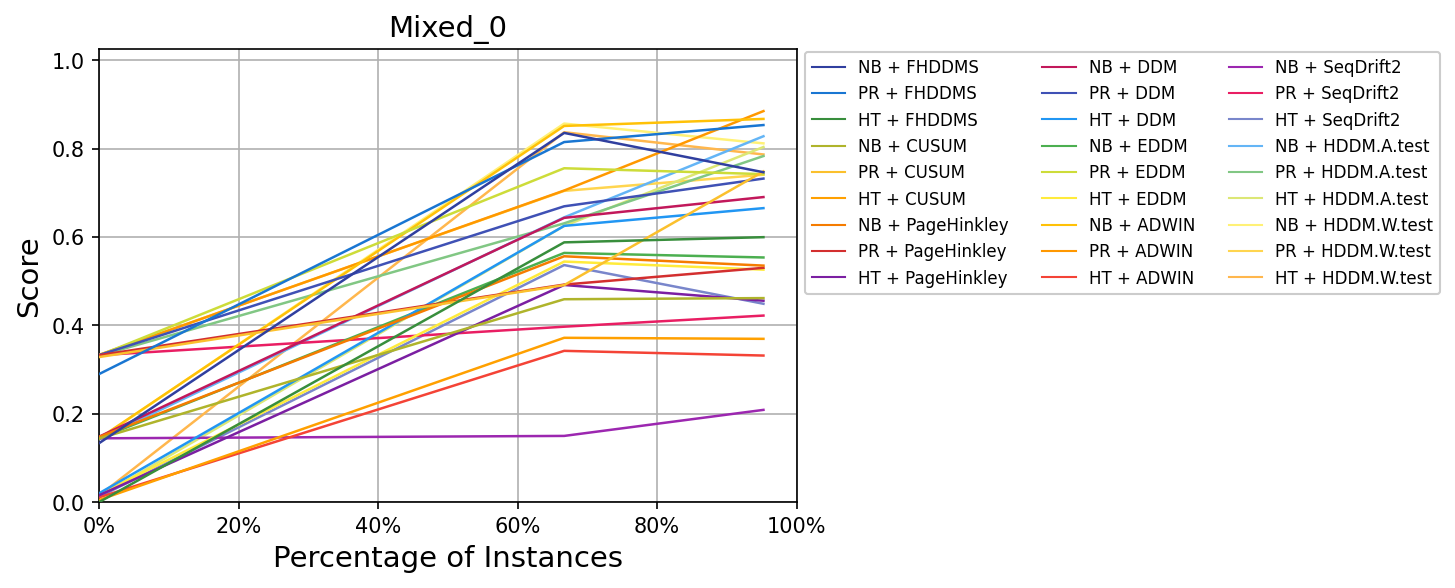 Mixed_0
Score
1.0
0.8
0.6
0.4
0.2
0.0
0% 20% 40% 60% 80% 100%
Percentage of Instances
NB + FHDDMS
PR + FHDDMS
HT + FHDDMS
NB + CUSUM
PR + CUSUM
HT + CUSUM
NB + PageHinkley
PR + PageHinkley
HT + PageHinkley
NB + DDM
PR + DDM
HT + DDM
NB + EDDM
PR + EDDM
HT + EDDM
NB + ADWIN
PR + ADWIN
HT + ADWIN
NB + SeqDrift2
PR + SeqDrift2
HT + SeqDrift2
NB + HDDM.A.test
PR + HDDM.A.test
HT + HDDM.A.test
NB + HDDM.W.test
PR + HDDM.W.test
HT + HDDM.W.test